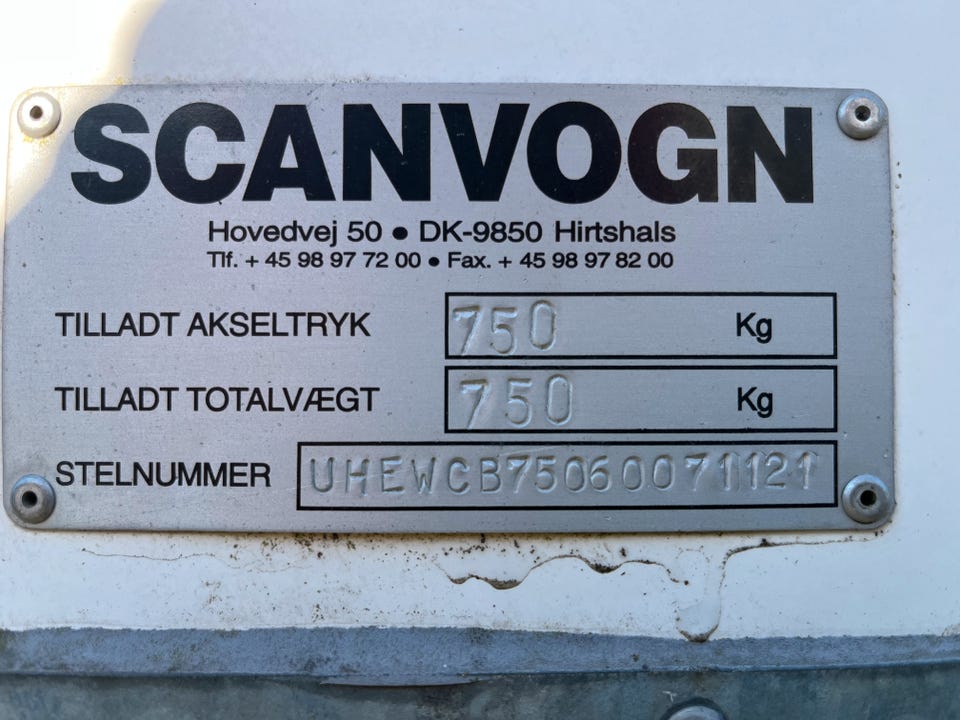 SCANVOGN
Hovedvej 50 • DK-9850 Hirtshals
Tlf. + 45 98 97 72 00 • Fax. + 45 98 97 82 00
TILLADT AKSELTRYK 750 Kg
TILLADT TOTALVÆGT 750 Kg
STELNUMMER UHEWCB75060071121